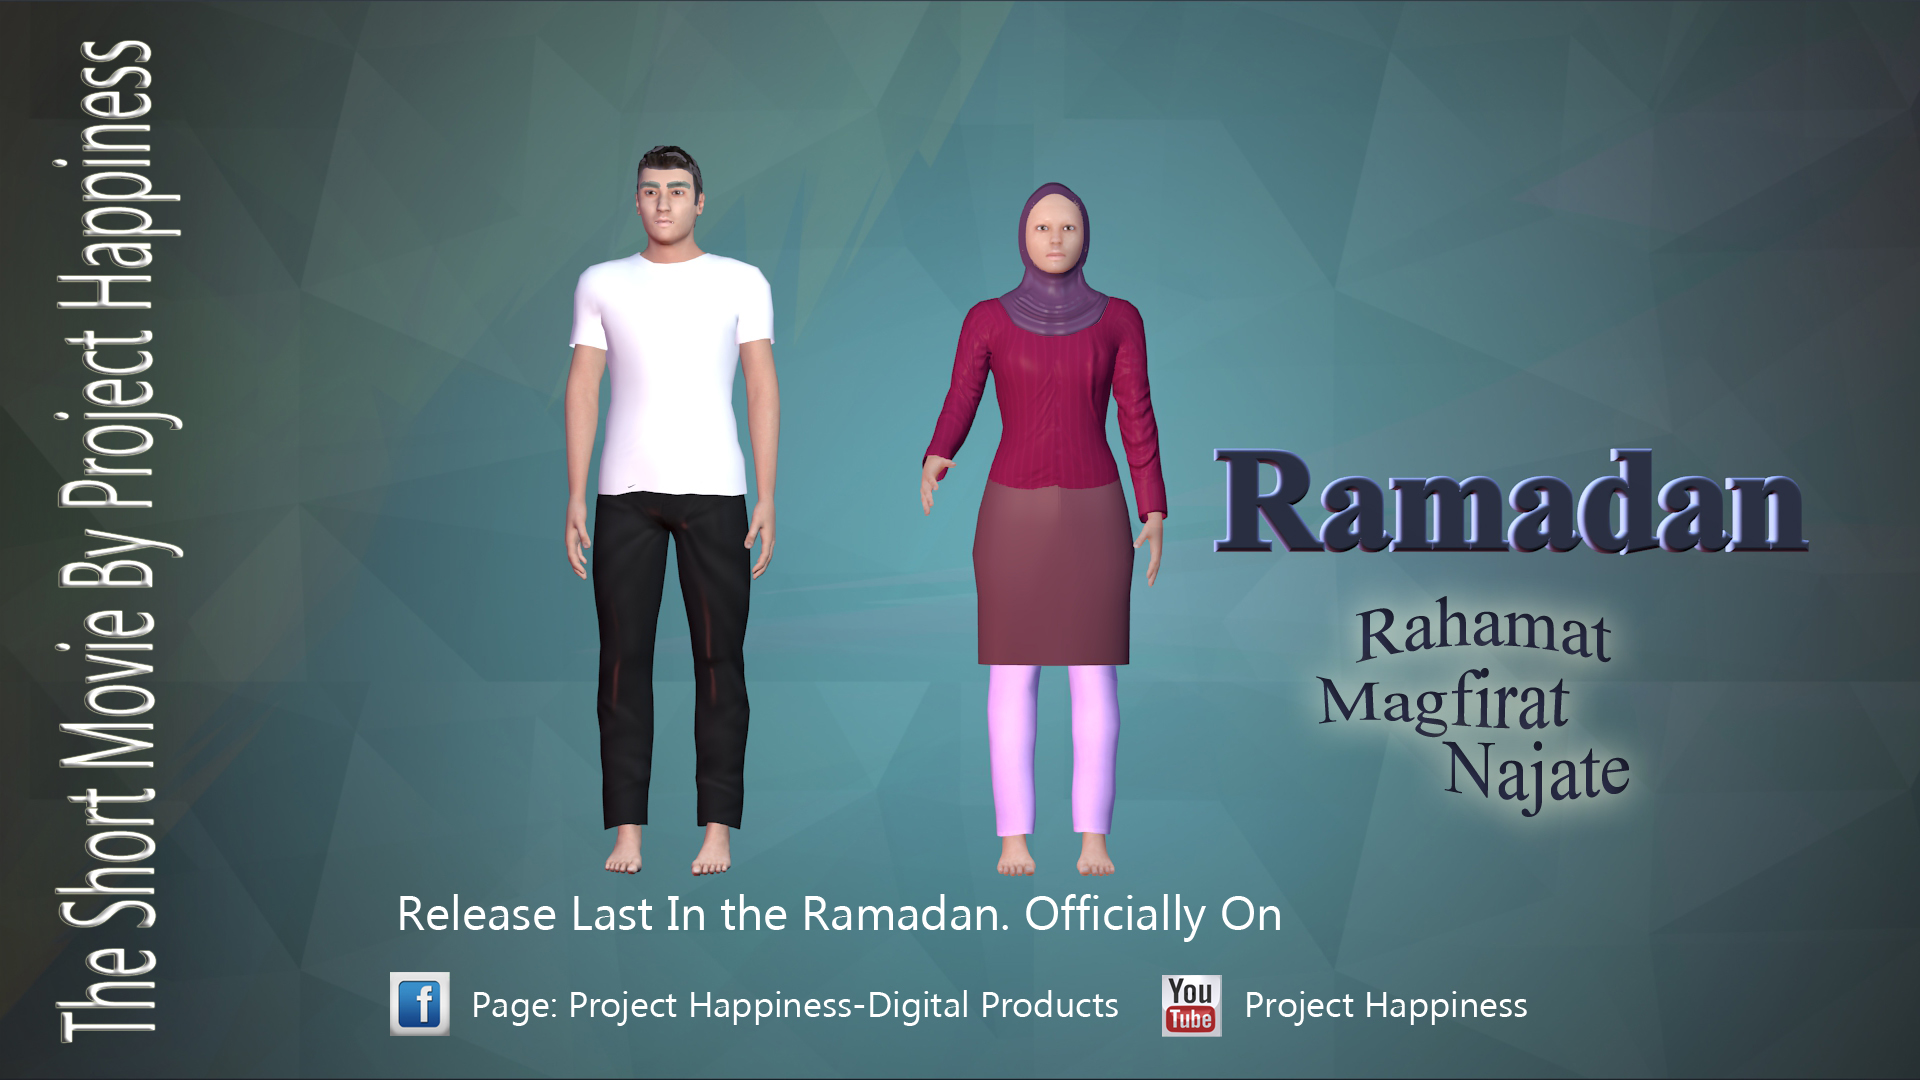 The Short Movie By Project Happiness
Ramadan
Rahamat
Magfirat
Najate
Release Last In the Ramadan. Officially On
f Page: Project Happiness-Digital Products You Tube Project Happiness